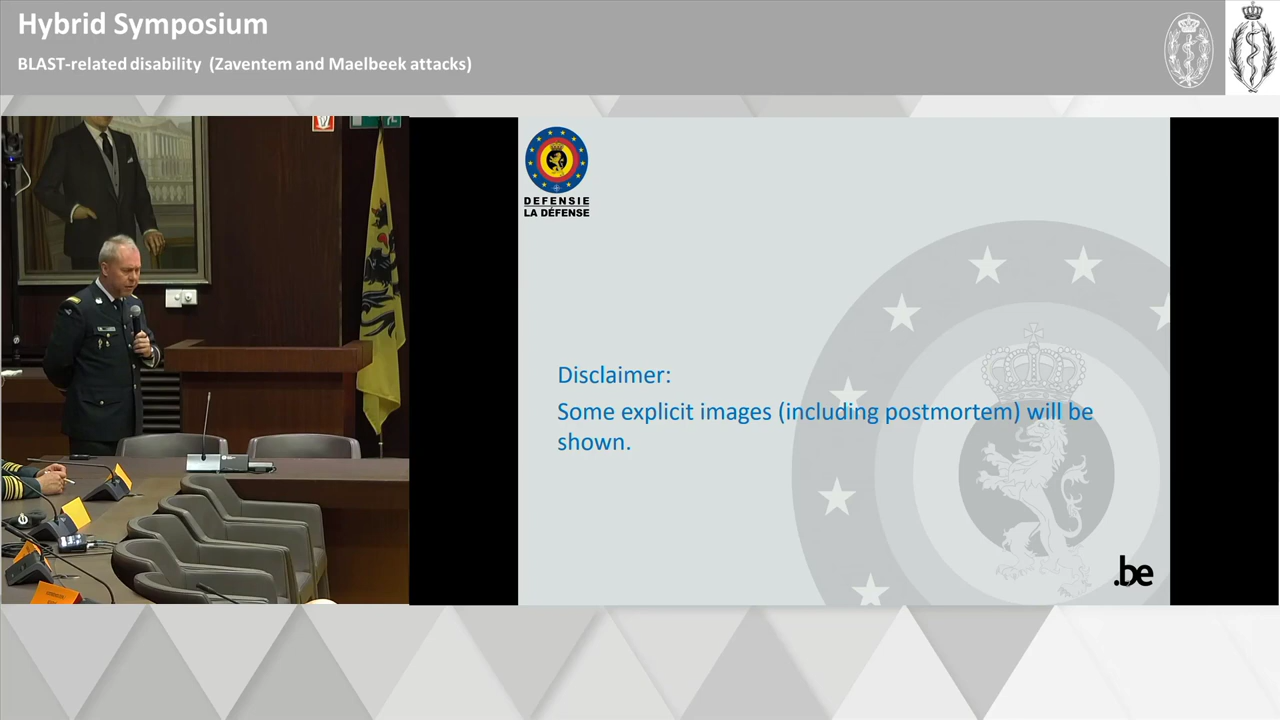 Hybrid Symposium
BLAST-related disability (Zaventem and Maelbeek attacks)
DEFENSIE
LA DÉFENSE
Disclaimer:
Some explicit images (including postmortem) will be
shown.
.be